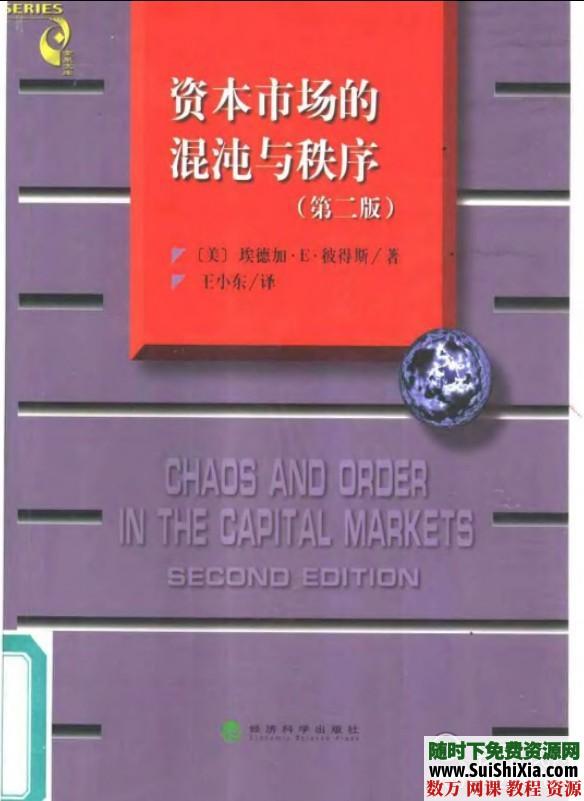 SERIES
资本市场的
混沌与秩序
(第二版)
〔美〕埃德加·E·彼得斯/著
王小东/译
CHAOS AND ORDER
IN THE CAPITAL MARKETS
SECOND EDITION
经济科学出版社
Economic Science Press
随时下免费资源网
www.SuiShiXia.com
数万 网课 教程 资源